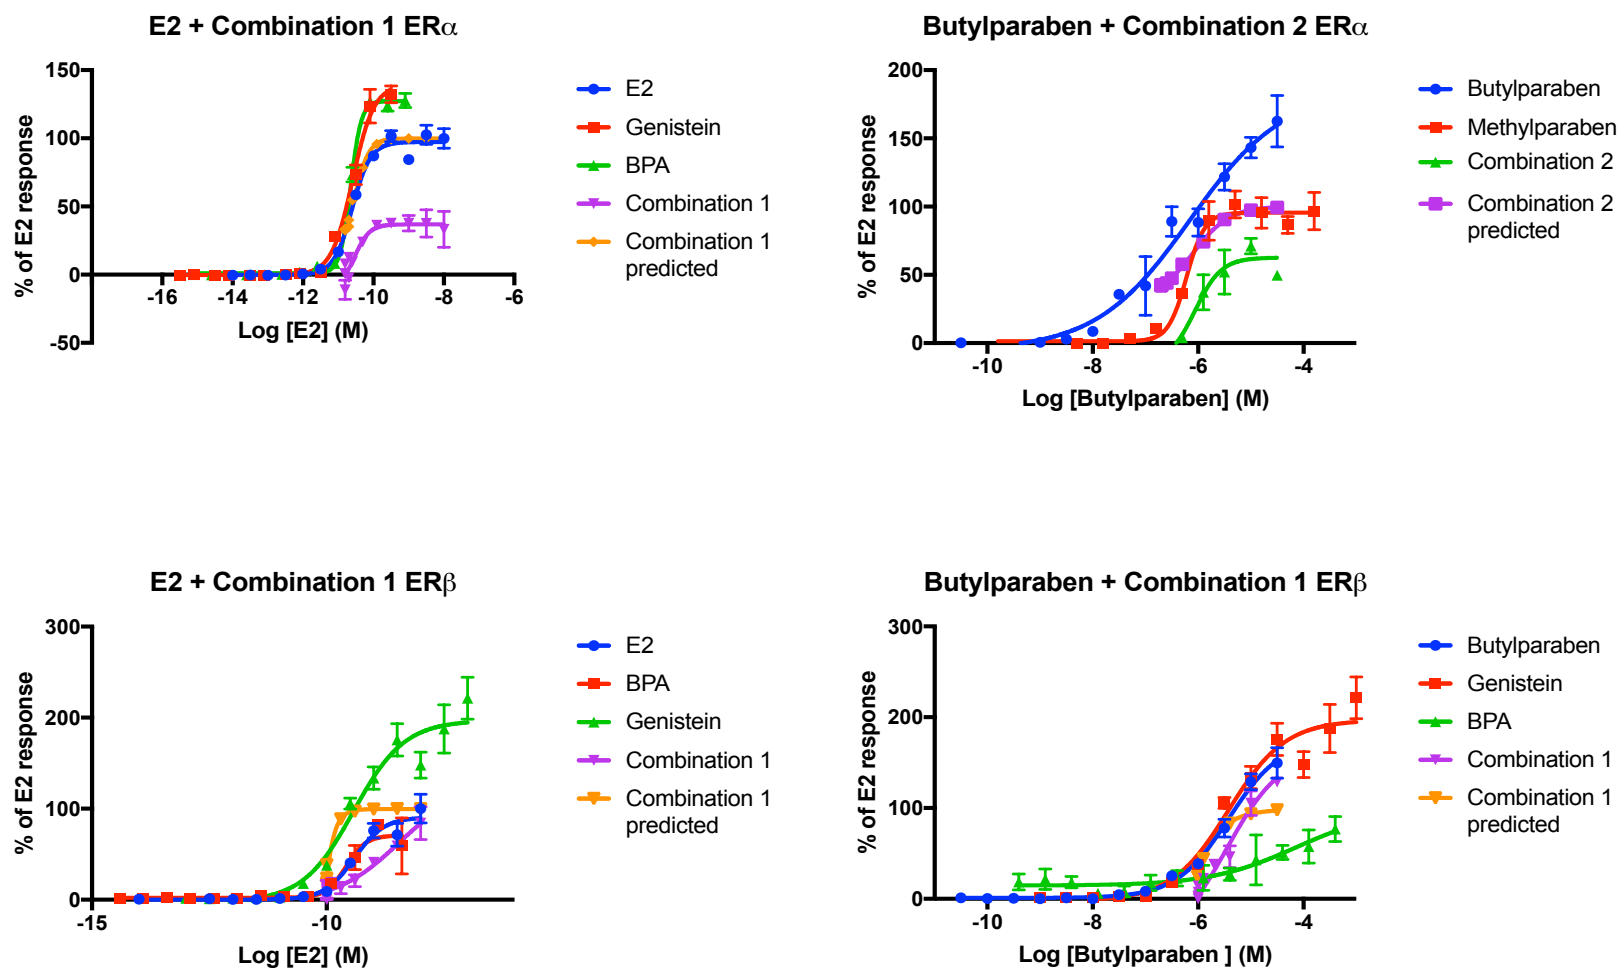 E2 + Combination 1 ERα
150
100
50
0
-50
-16
-14
-12
-10
-8
-6
% of E2 response
Log [E2] (M)
E2
Genistein
BPA
Combination 1
Combination 1
predicted
Butylparaben + Combination 2 ERα
200
150
100
50
0
-10
-8
-6
-4
% of E2 response
Log [Butylparaben] (M)
Butylparaben
Methylparaben
Combination 2
Combination 2
predicted
E2 + Combination 1 ERβ
300
200
100
0
-15
-10
% of E2 response
Log [E2] (M)
E2
BPA
Genistein
Combination 1
Combination 1
predicted
Butylparaben + Combination 1 ERβ
300
200
100
0
-10
-8
-6
-4
% of E2 response
Log [Butylparaben ] (M)
Butylparaben
Genistein
BPA
Combination 1
Combination 1
predicted